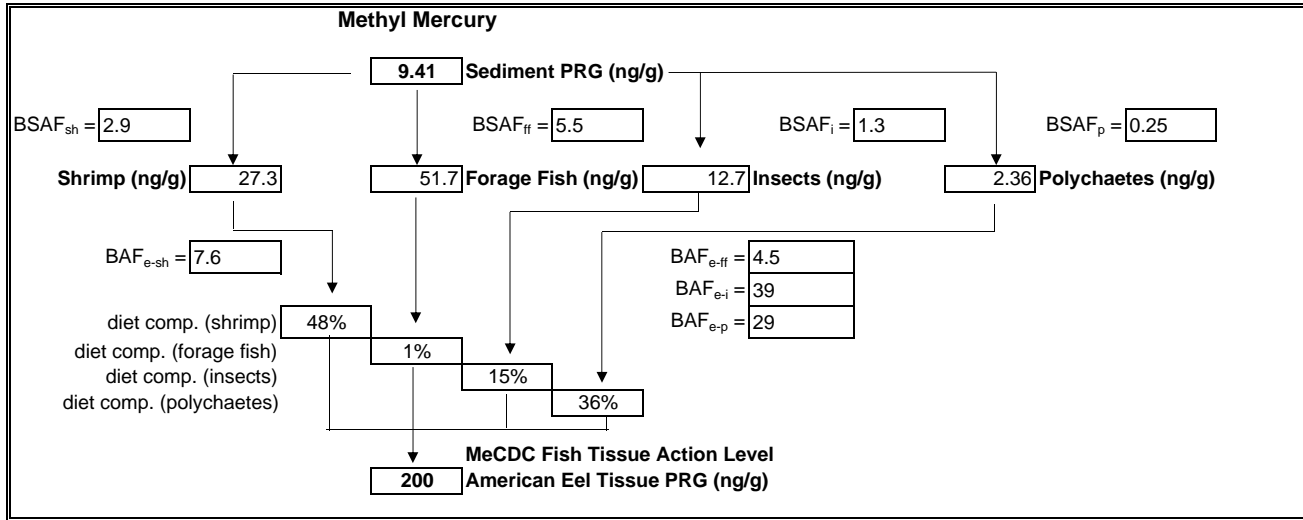 Methyl Mercury
9.41 Sediment PRG (ng/g)
BSAFsh = 2.9 BSAFff = 5.5 BSAFi = 1.3 BSAFp = 0.25
Shrimp (ng/g) 27.3 51.7 Forage Fish (ng/g) 12.7 Insects (ng/g) 2.36 Polychaetes (ng/g)
BAFe-sh = 7.6 BAFe-ff = 4.5
BAFe-i = 39
BAFe-p = 29
diet comp. (shrimp) 48%
diet comp. (forage fish) 1%
diet comp. (insects) 15%
diet comp. (polychaetes) 36%
MeCDC Fish Tissue Action Level
200 American Eel Tissue PRG (ng/g)